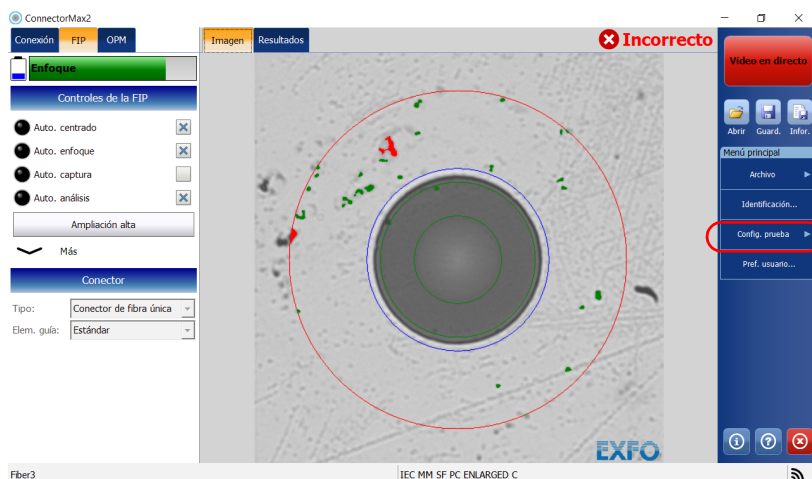 ConnectorMax2
Conexión FIP OPM
Imagen Resultados
Incorrecto
Enfoque
Controles de la FIP
Auto. centrado
Auto. enfoque
Auto. captura
Auto. análisis
Ampliación alta
Más
Conector
Tipo: Conector de fibra única
Elem. guía: Estándar
EXFO
Vídeo en directo
Abrir Guard. Infor.
Menú principal
Archivo
Identificación...
Config. prueba
Pref. usuario...
Fiber3
IEC MM SF PC ENLARGED C